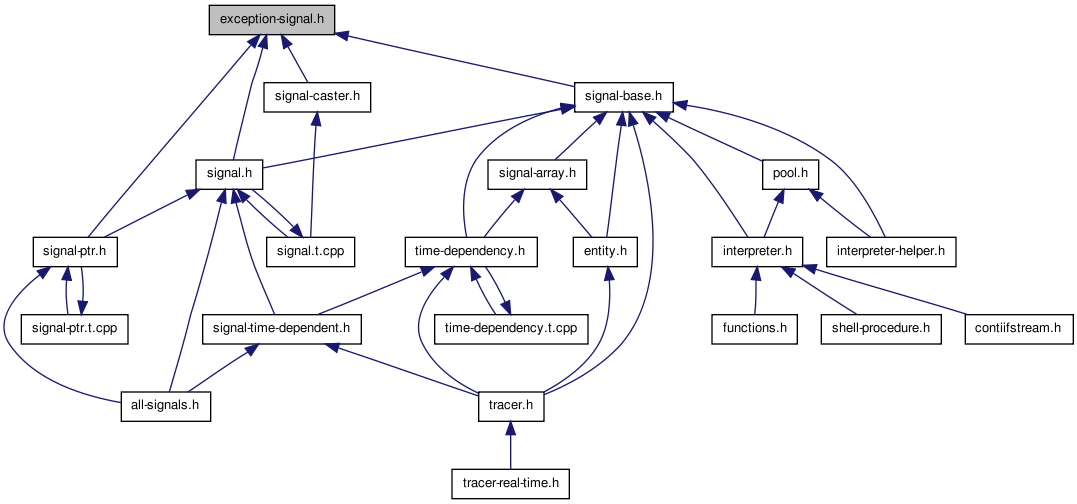 exception-signal.h
signal-caster.h
signal-base.h
signal.h
signal-array.h
pool.h
signal-ptr.h
signal.t.cpp
time-dependency.h
entity.h
interpreter.h
interpreter-helper.h
signal-ptr.t.cpp
signal-time-dependent.h
time-dependency.t.cpp
functions.h
shell-procedure.h
contiifstream.h
all-signals.h
tracer.h
tracer-real-time.h